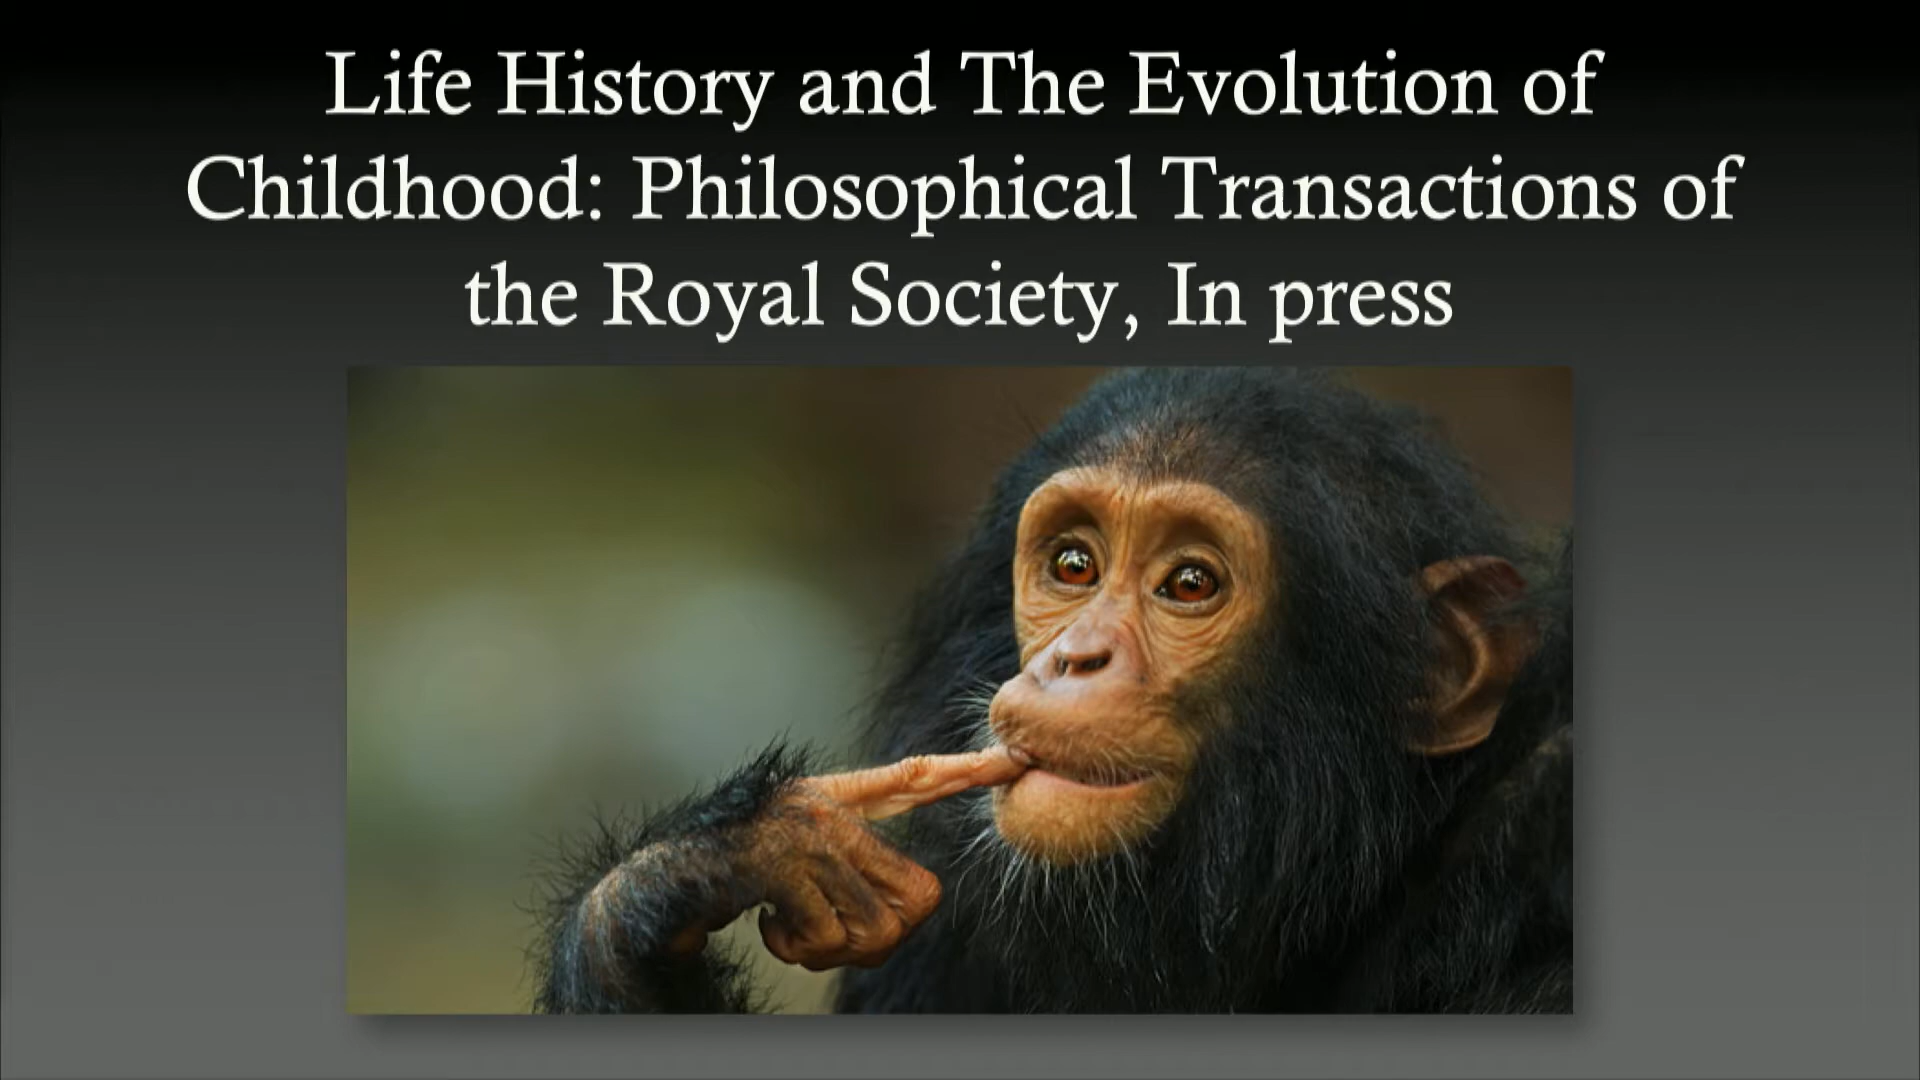 Life History and The Evolution of
Childhood: Philosophical Transactions of
the Royal Society, In press